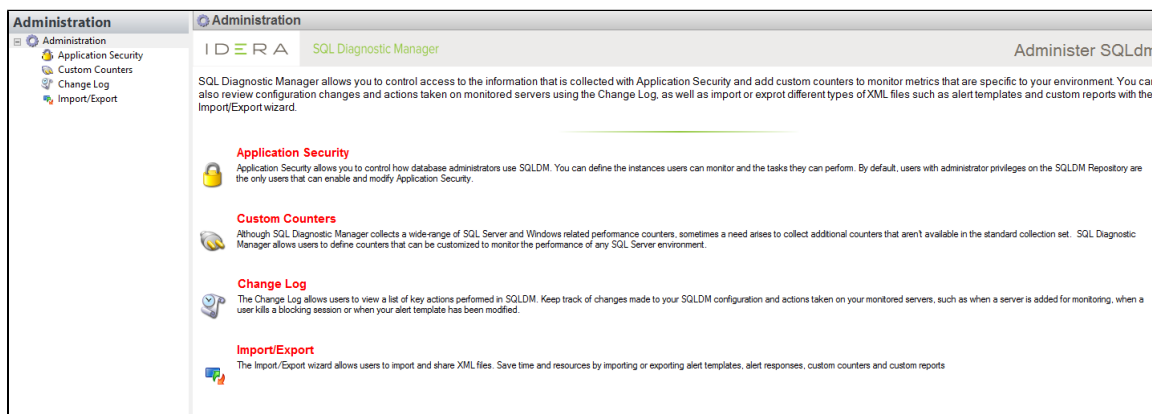 Administration
Administration
Application Security
Custom Counters
Change Log
Import/Export
Administration
IDERA SQL Diagnostic Manager Administer SQLdm
SQL Diagnostic Manager allows you to control access to the information that is collected with Application Security and add custom counters to monitor metrics that are specific to your environment. You can
also review configuration changes and actions taken on monitored servers using the Change Log, as well as import or exprot different types of XML files such as alert templates and custom reports with the
Import/Export wizard.
Application Security
Application Security allows you to control how database administrators use SQLDM. You can define the instances users can monitor and the tasks they can perform. By default, users with administrator privileges on the SQLDM Repository are
the only users that can enable and modify Application Security.
Custom Counters
Although SQL Diagnostic Manager collects a wide-range of SQL Server and Windows related performance counters, sometimes a need arises to collect additional counters that aren't available in the standard collection set. SQL Diagnostic
Manager allows users to define counters that can be customized to monitor the performance of any SQL Server environment.
Change Log
The Change Log allows users to view a list of key actions performed in SQLDM. Keep track of changes made to your SQLDM configuration and actions taken on your monitored servers, such as when a server is added for monitoring, when a
user kills a blocking session or when your alert template has been modified.
Import/Export
The Import/Export wizard allows users to import and share XML files. Save time and resources by importing or exporting alert templates, alert responses, custom counters and custom reports